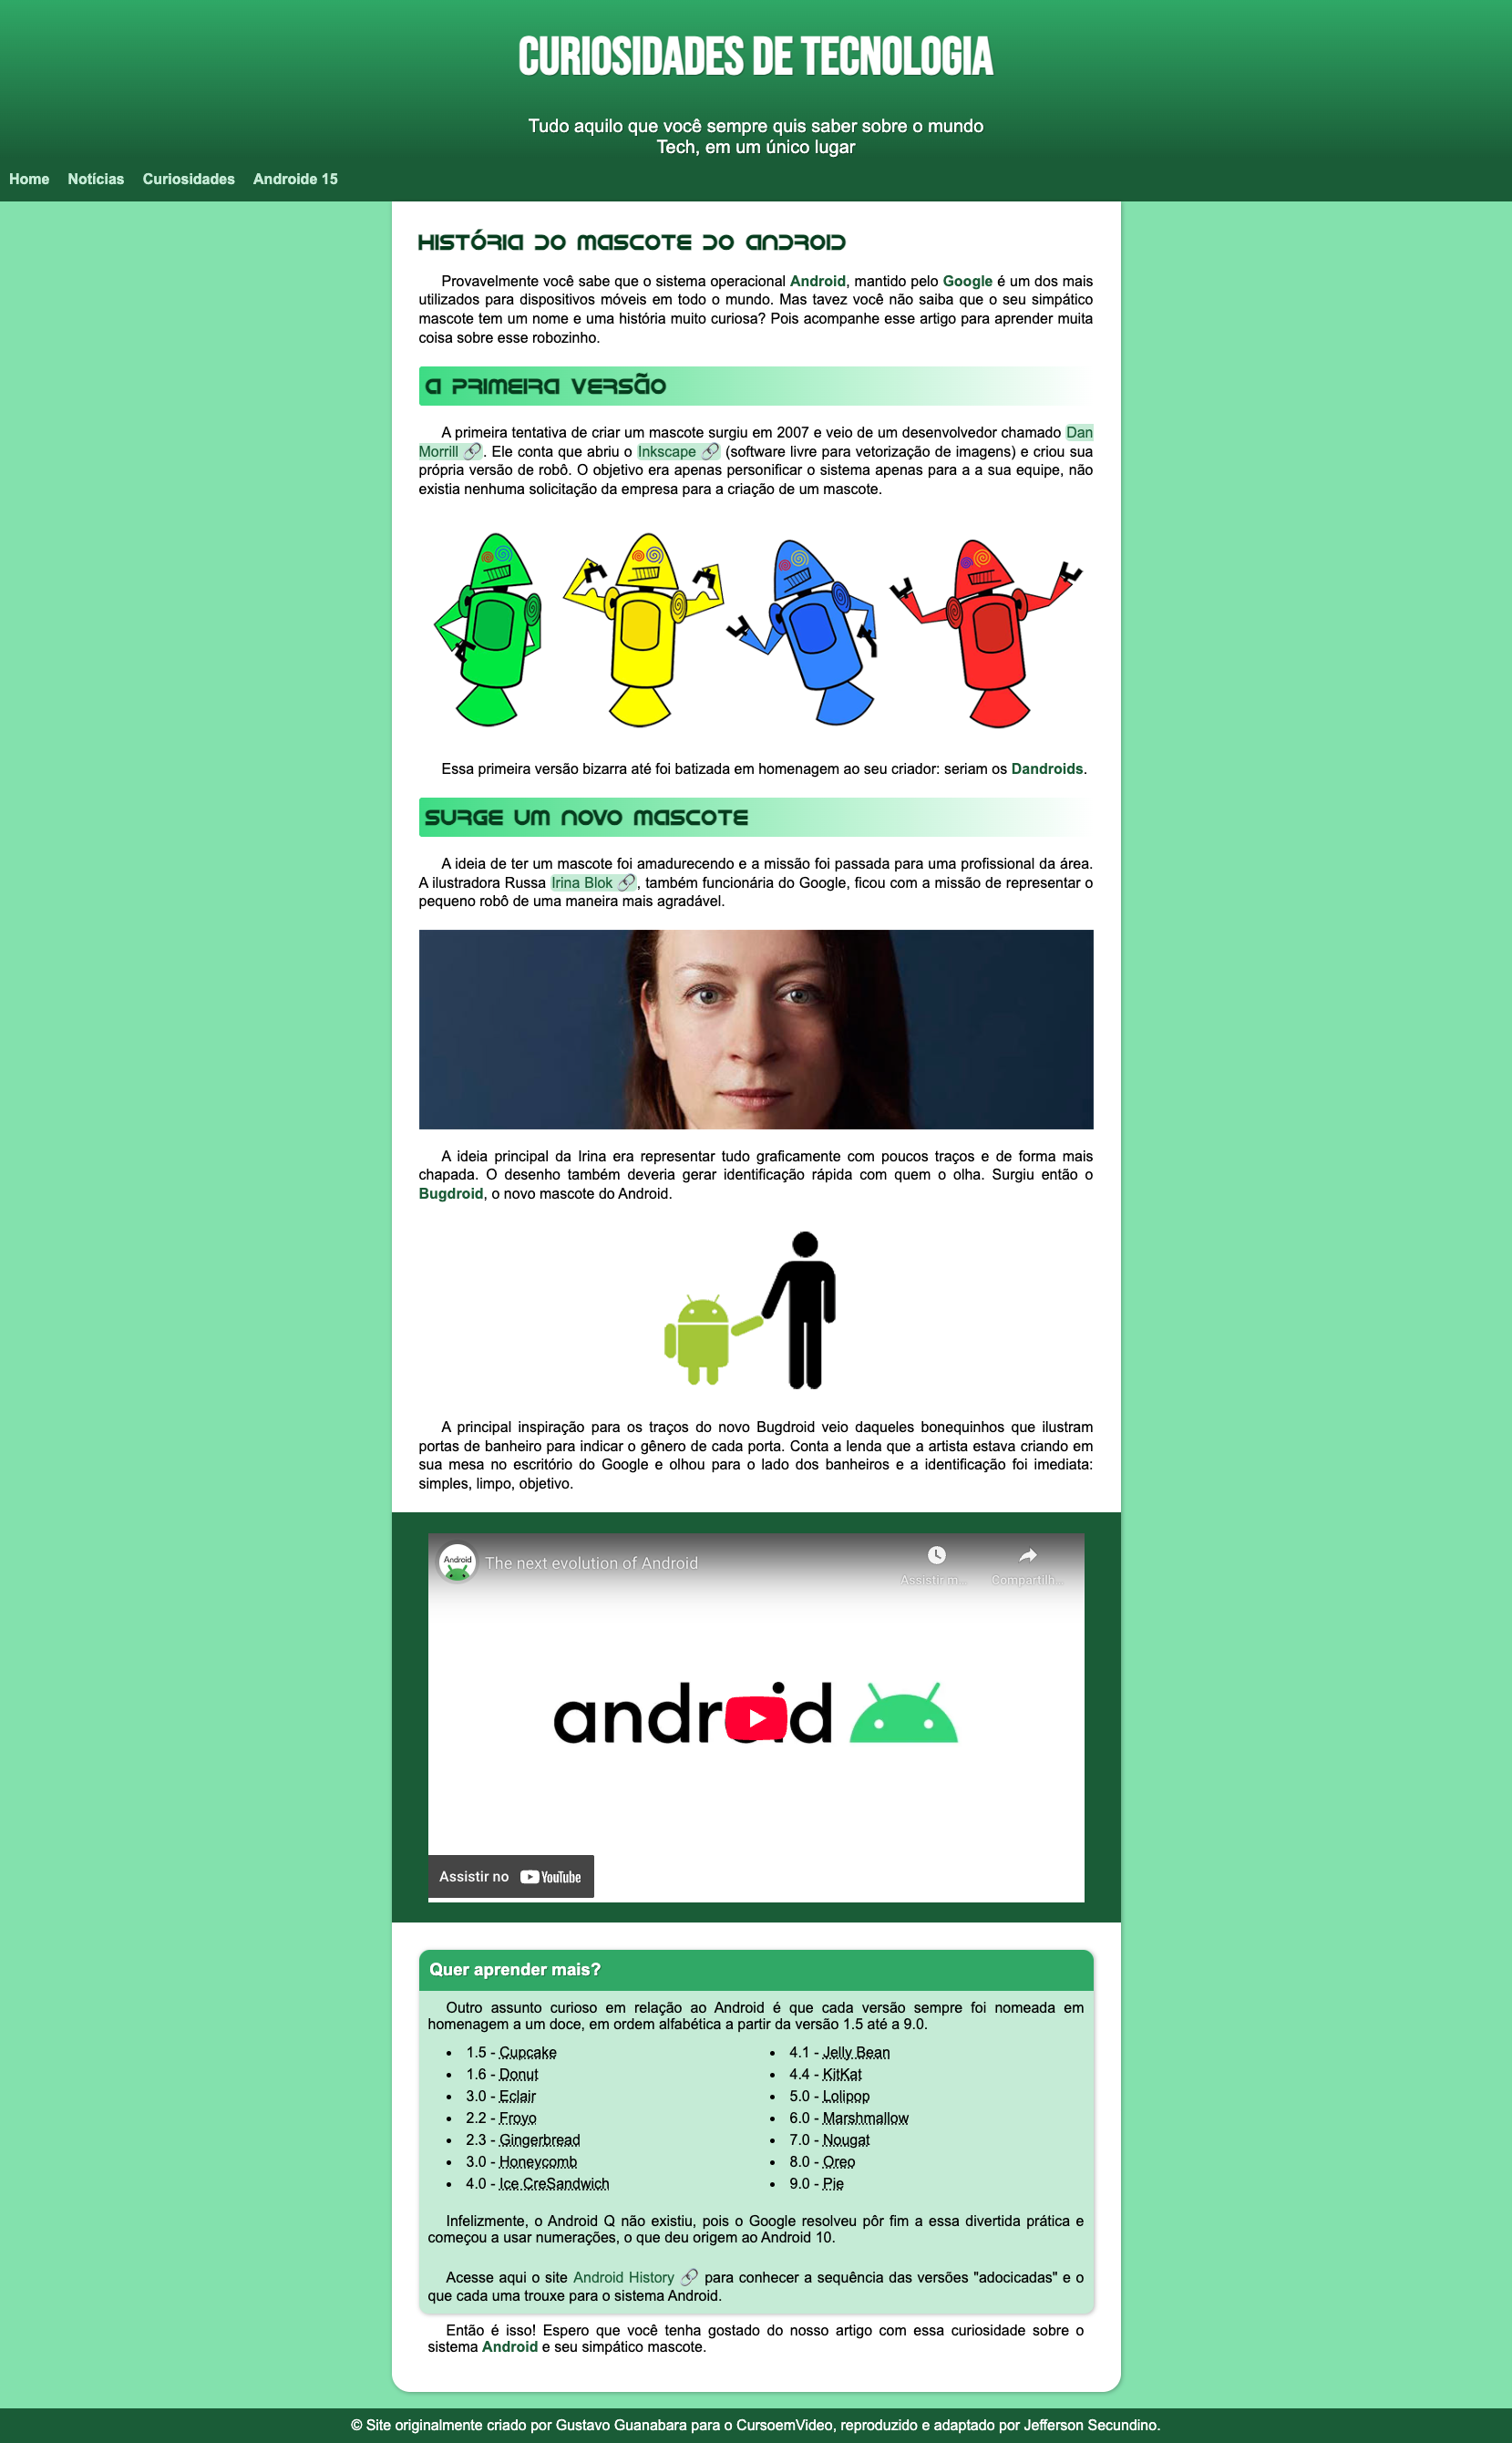 CURIOSIDADES DE TECNOLOGIA
Tudo aquilo que você sempre quis saber sobre o mundo
Tech, em um único lugar
Home Notícias Curiosidades Androide 15
HISTÓRIA DO MASCOTE DO ANDROID
Provavelmente você sabe que o sistema operacional Android, mantido pelo Google é um dos mais
utilizados para dispositivos móveis em todo o mundo. Mas tavez você não saiba que o seu simpático
mascote tem um nome e uma história muito curiosa? Pois acompanhe esse artigo para aprender muita
coisa sobre esse robozinho.
A PRIMEIRA VERSÃO
A primeira tentativa de criar um mascote surgiu em 2007 e veio de um desenvolvedor chamado Dan
Morrill 🔗. Ele conta que abriu o Inkscape 🔗 (software livre para vetorização de imagens) e criou sua
própria versão de robô. O objetivo era apenas personificar o sistema apenas para a a sua equipe, não
existia nenhuma solicitação da empresa para a criação de um mascote.
Essa primeira versão bizarra até foi batizada em homenagem ao seu criador: seriam os Dandroids.
SURGE UM NOVO MASCOTE
A ideia de ter um mascote foi amadurecendo e a missão foi passada para uma profissional da área.
A ilustradora Russa Irina Blok 🔗, também funcionária do Google, ficou com a missão de representar o
pequeno robô de uma maneira mais agradável.
A ideia principal da Irina era representar tudo graficamente com poucos traços e de forma mais
chapada. O desenho também deveria gerar identificação rápida com quem o olha. Surgiu então o
Bugdroid, o novo mascote do Android.
A principal inspiração para os traços do novo Bugdroid veio daqueles bonequinhos que ilustram
portas de banheiro para indicar o gênero de cada porta. Conta a lenda que a artista estava criando em
sua mesa no escritório do Google e olhou para o lado dos banheiros e a identificação foi imediata:
simples, limpo, objetivo.
Android
The next evolution of Android
Assistir m...
Compartilh...
android
Assistir no YouTube
Quer aprender mais?
Outro assunto curioso em relação ao Android é que cada versão sempre foi nomeada em
homenagem a um doce, em ordem alfabética a partir da versão 1.5 até a 9.0.
• 1.5 - Cupcake
• 1.6 - Donut
• 3.0 - Eclair
• 2.2 - Froyo
• 2.3 - Gingerbread
• 3.0 - Honeycomb
• 4.0 - Ice CreSandwich
• 4.1 - Jelly Bean
• 4.4 - KitKat
• 5.0 - Lolipop
• 6.0 - Marshmallow
• 7.0 - Nougat
• 8.0 - Oreo
• 9.0 - Pie
Infelizmente, o Android Q não existiu, pois o Google resolveu pôr fim a essa divertida prática e
começou a usar numerações, o que deu origem ao Android 10.
Acesse aqui o site Android History 🔗 para conhecer a sequência das versões "adocicadas" e o
que cada uma trouxe para o sistema Android.
Então é isso! Espero que você tenha gostado do nosso artigo com essa curiosidade sobre o
sistema Android e seu simpático mascote.
© Site originalmente criado por Gustavo Guanabara para o CursoemVideo, reproduzido e adaptado por Jefferson Secundino.